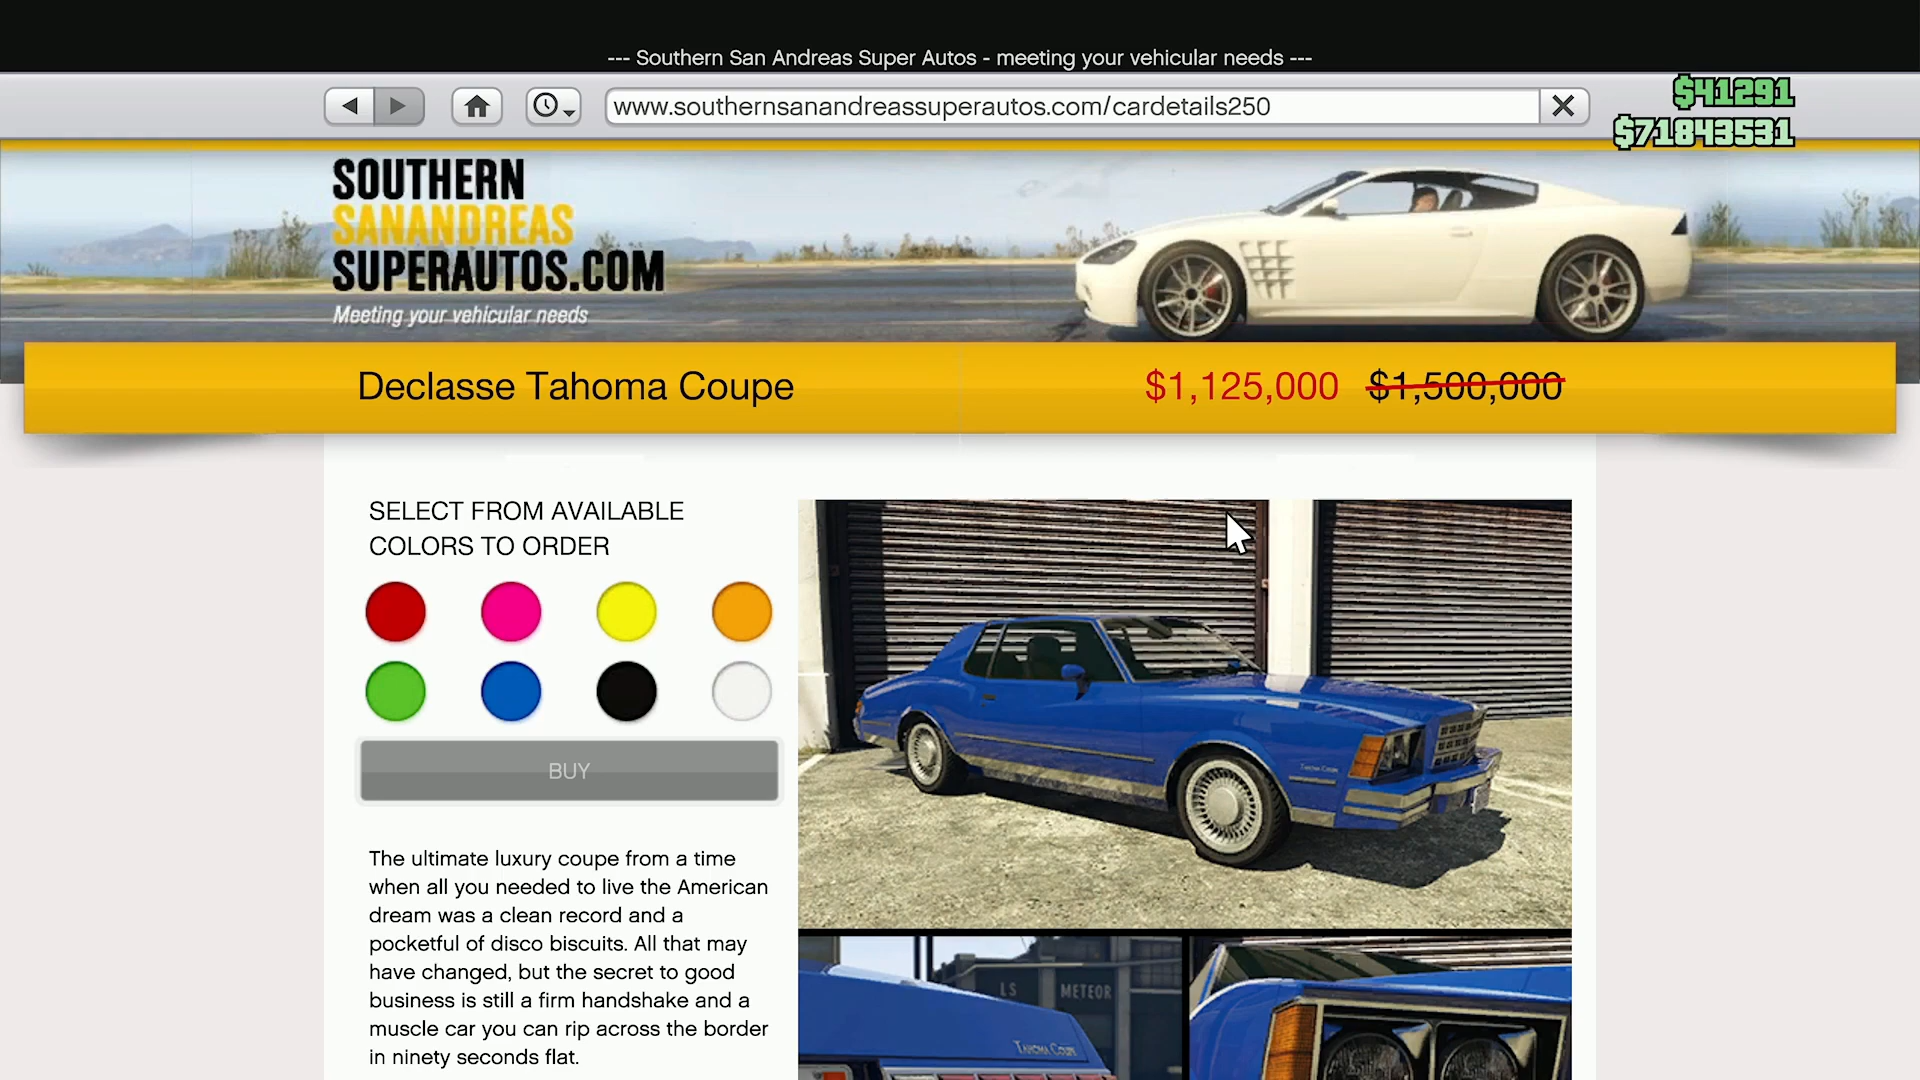 --- Southern San Andreas Super Autos - meeting your vehicular needs ---
www.southernsanandreassuperautos.com/cardetails250
$41291
$71843531
SOUTHERN
SANANDREAS
SUPERAUTOS.COM
Meeting your vehicular needs
Declasse Tahoma Coupe
$1,125,000 $1,500,000
SELECT FROM AVAILABLE
COLORS TO ORDER
BUY
The ultimate luxury coupe from a time
when all you needed to live the American
dream was a clean record and a
pocketful of disco biscuits. All that may
have changed, but the secret to good
business is still a firm handshake and a
muscle car you can rip across the border
in ninety seconds flat.
Tahoma Coupe
LS METEOR
Tahoma Coupe